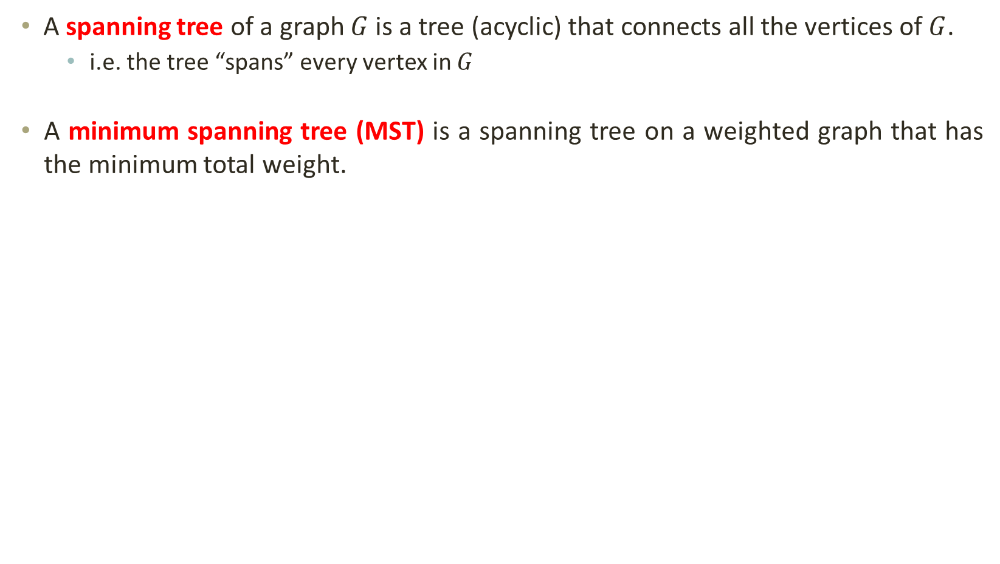 • A spanning tree of a graph 𝐺 is a tree (acyclic) that connects all the vertices of 𝐺.
• i.e. the tree “spans” every vertex in 𝐺
• A minimum spanning tree (MST) is a spanning tree on a weighted graph that has
the minimum total weight.